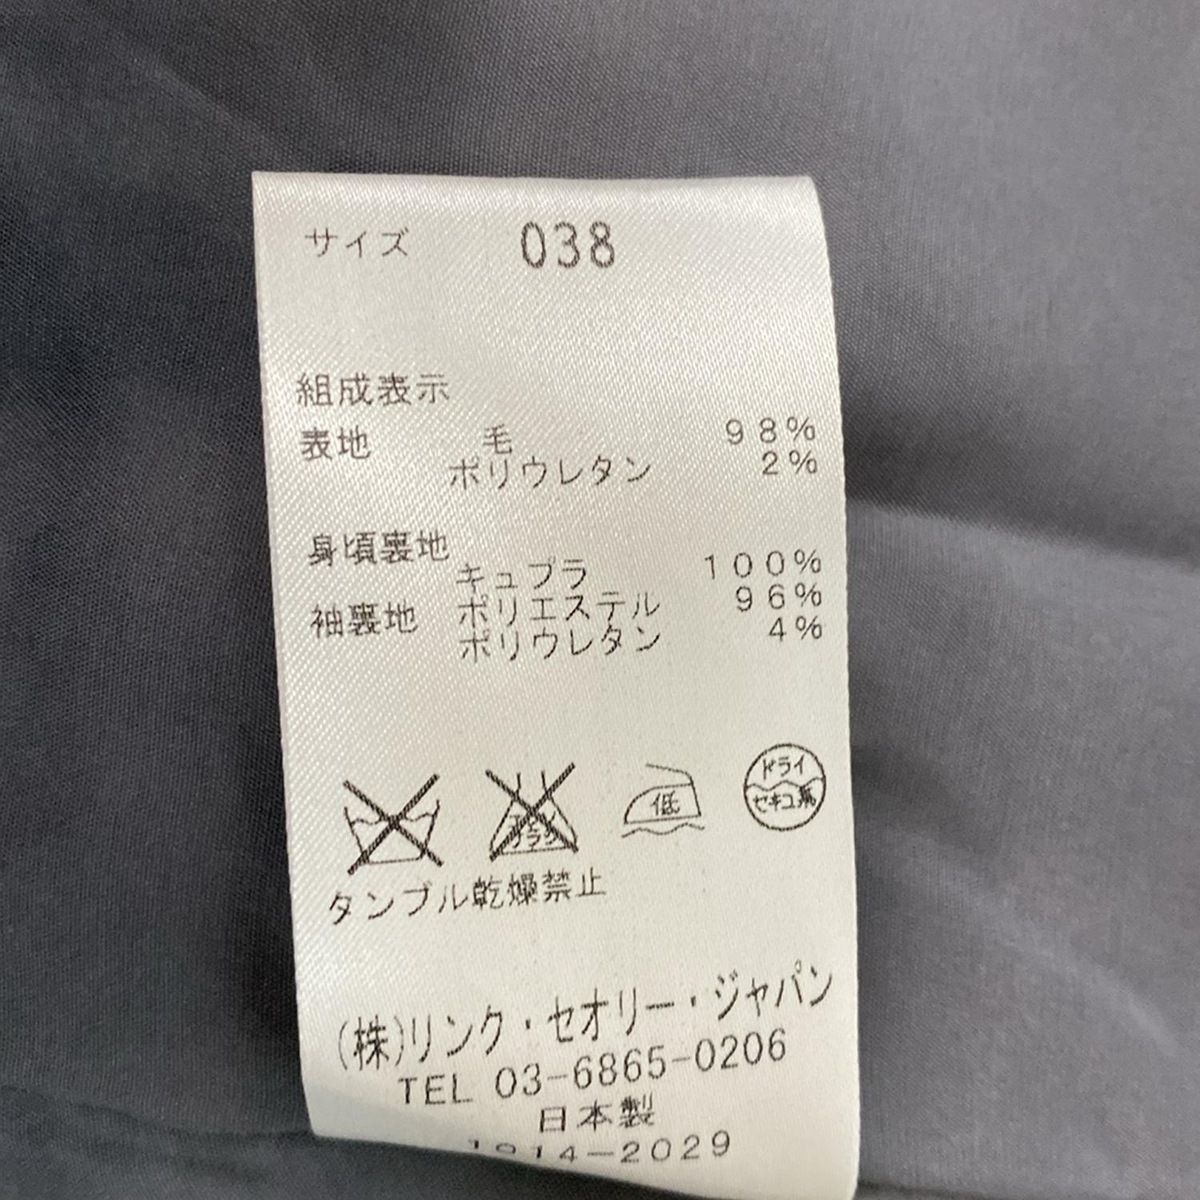 サイズ 038
組成表示
表地 毛 98%
ポリウレタン 2%
身頃裏地
キュプラ 100%
袖裏地 ポリエステル 96%
ポリウレタン 4%
低
ドライ
セキユ系
タンブル乾燥禁止
(株)リンク・セオリー・ジャパン
TEL 03-6865-0206
日本製